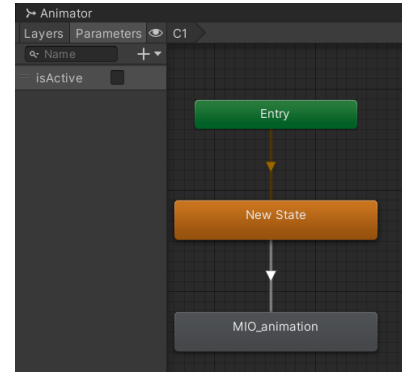 Animator
Layers Parameters C1
Name
isActive
Entry
New State
MIO_animation